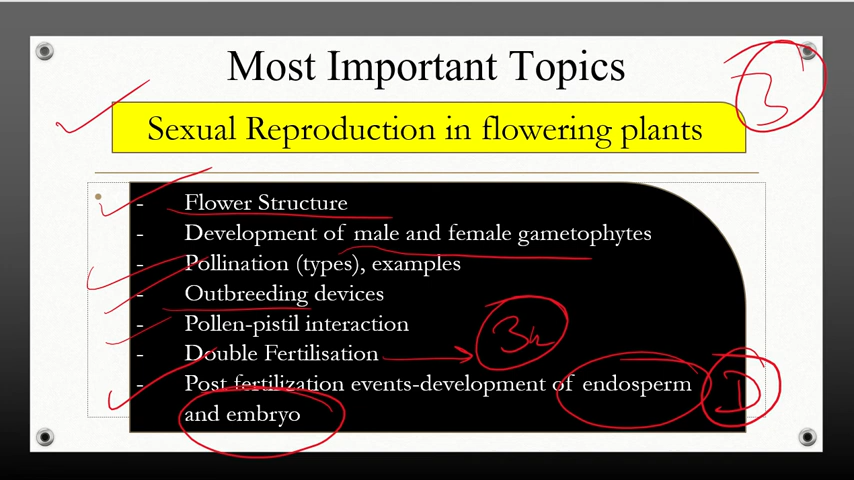 Most Important Topics
3
Sexual Reproduction in flowering plants
- Flower Structure
- Development of male and female gametophytes
- Pollination (types), examples
- Outbreeding devices
- Pollen-pistil interaction
- Double Fertilisation
- Post fertilization events-development of endosperm
and embryo
D